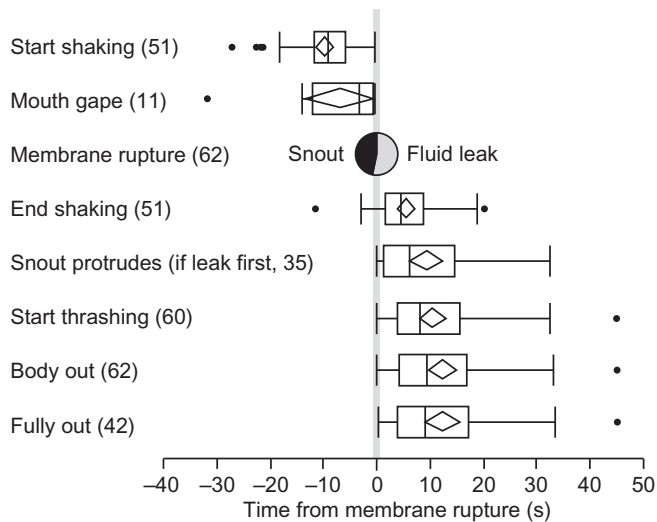 Start shaking (51)
Mouth gape (11)
Membrane rupture (62) Snout Fluid leak
End shaking (51)
Snout protrudes (if leak first, 35)
Start thrashing (60)
Body out (62)
Fully out (42)
–40 –30 –20 –10 0 10 20 30 40 50
Time from membrane rupture (s)